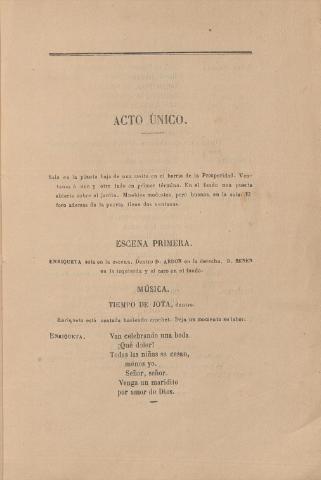 ACTO ÚNICO.
Sala en la planta baja de una casita en el barrio de la Prosperidad. Ven-
tanas á uno y otro lado en primer término. En el fondo una puerta
abierta sobre el jardín. Muebles modestos, pero buenos, en la sala. El
foro además de la puerta tiene dos ventanas.
ESCENA PRIMERA.
ENRIQUETA sola en la escena. Dentro D. en la derecha. D.
en la izquierda y el coro en el fondo.
MÚSICA.
TIEMPO DE JOTA, dentro.
Enriqueta está sentada haciendo crochet. Deja un momento su labor.
ENRIQUETA. Van celebrando una boda
¡Qué dolor!
Todas las niñas se casan,
menos yo.
Señor, señor.
Venga un maridito
por amor de Dios.